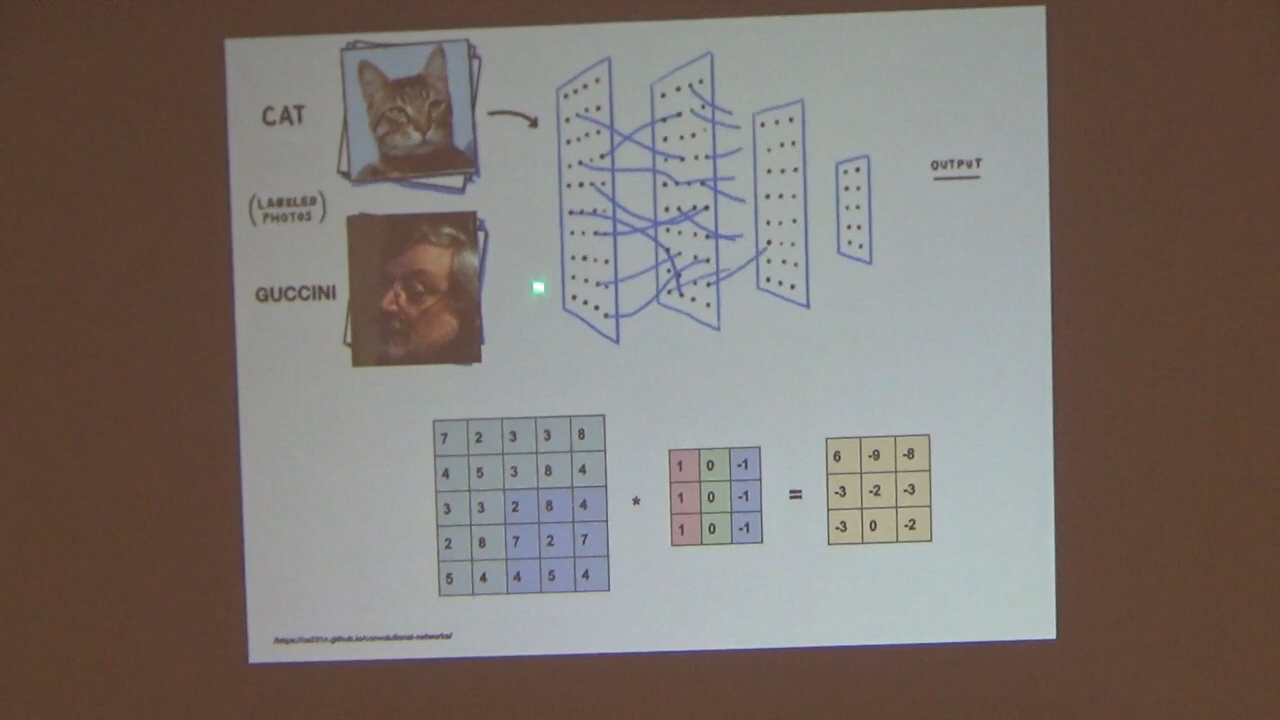 CAT
(LABELED
PHOTOS)
GUCCINI
OUTPUT
7 2 3 3 8
4 5 3 8 4
3 3 2 8 4
2 8 7 2 7
5 4 4 5 4
*
1 0 -1
1 0 -1
1 0 -1
=
6 -9 -8
-3 -2 -3
-3 0 -2